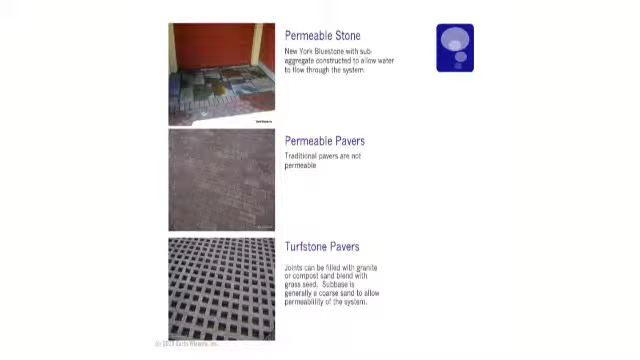 Permeable Stone
New York Bluestone with sub-
aggregate constructed to allow water
to flow through the system.
Permeable Pavers
Traditional pavers are not
permeable
Turfstone Pavers
Joints can be filled with granite
or compost sand blend with
grass seed. Subbase is
generally a coarse sand to allow
permeability of the system.